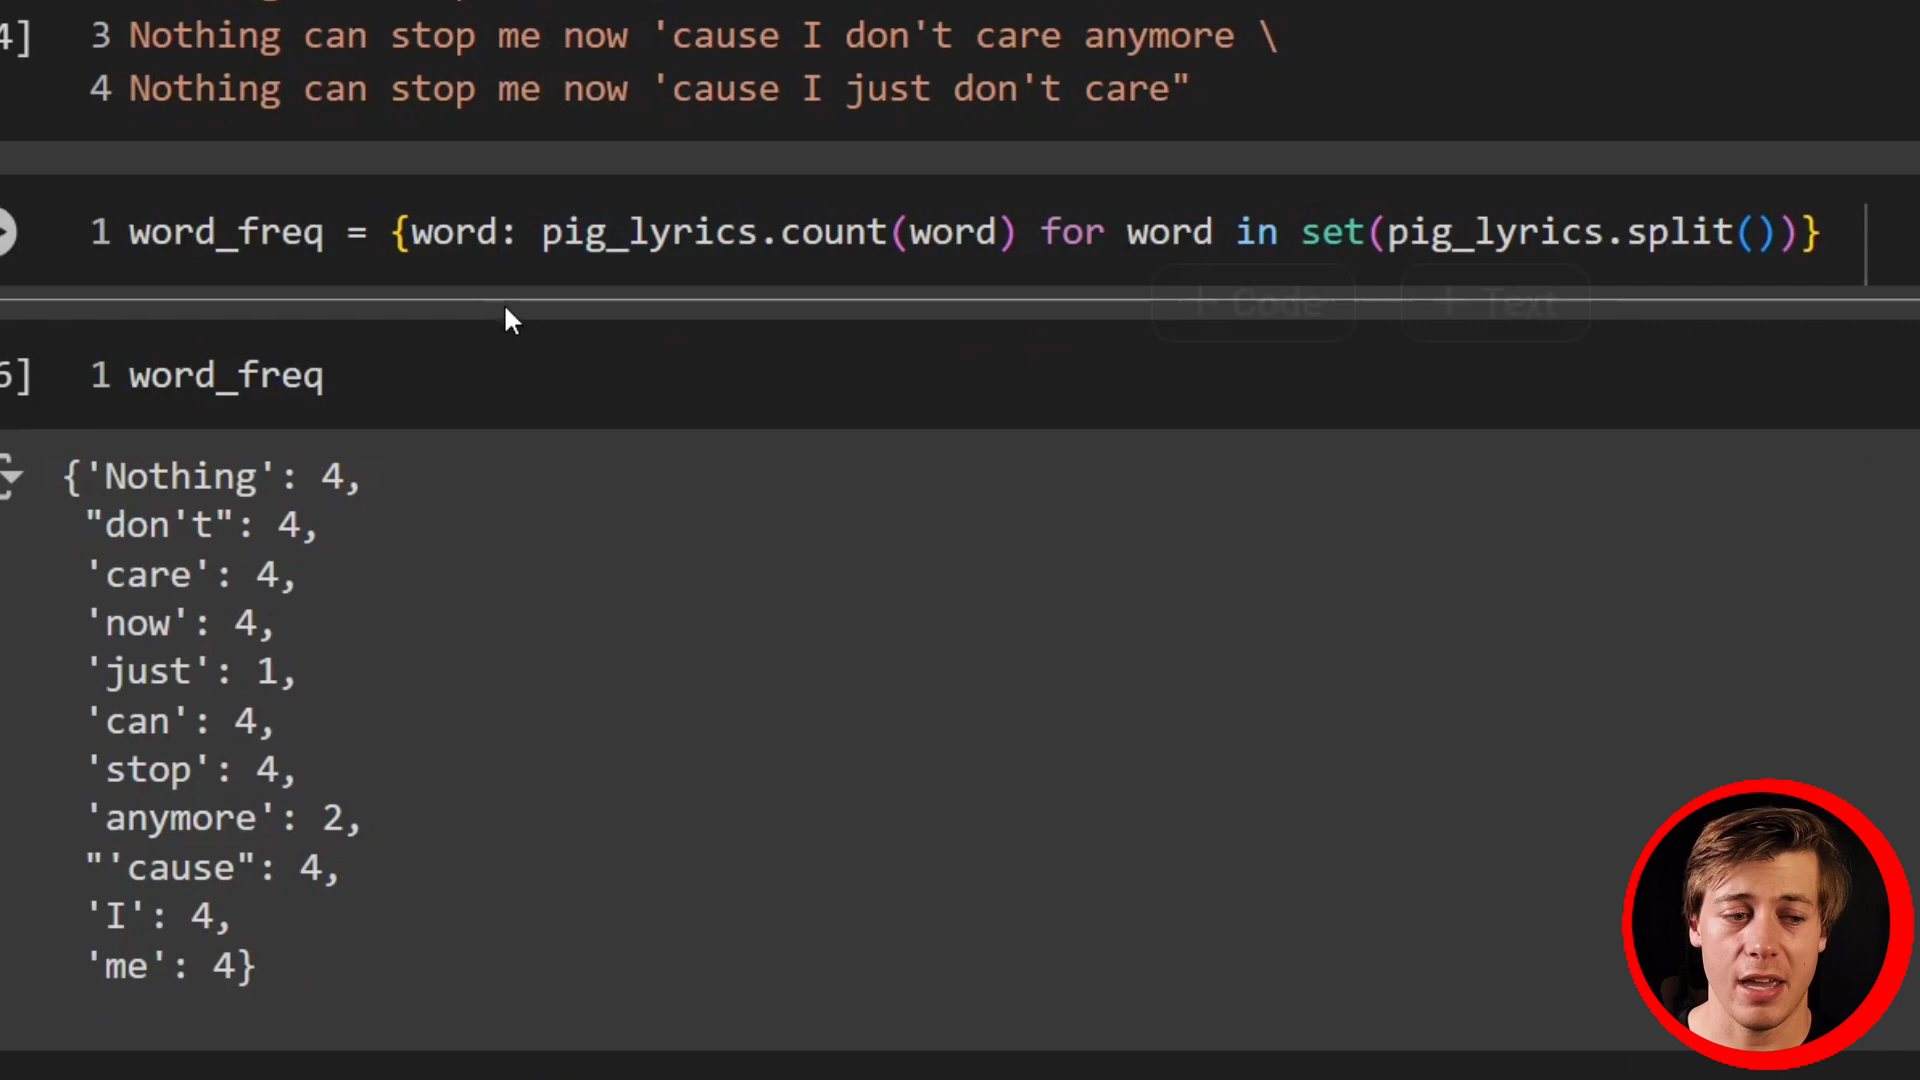 4] 3 Nothing can stop me now 'cause I don't care anymore \
4 Nothing can stop me now 'cause I just don't care"
1 word_freq = {word: pig_lyrics.count(word) for word in set(pig_lyrics.split())}
+ Code + Text
6] 1 word_freq
{'Nothing': 4,
"don't": 4,
'care': 4,
'now': 4,
'just': 1,
'can': 4,
'stop': 4,
'anymore': 2,
"'cause": 4,
'I': 4,
'me': 4}